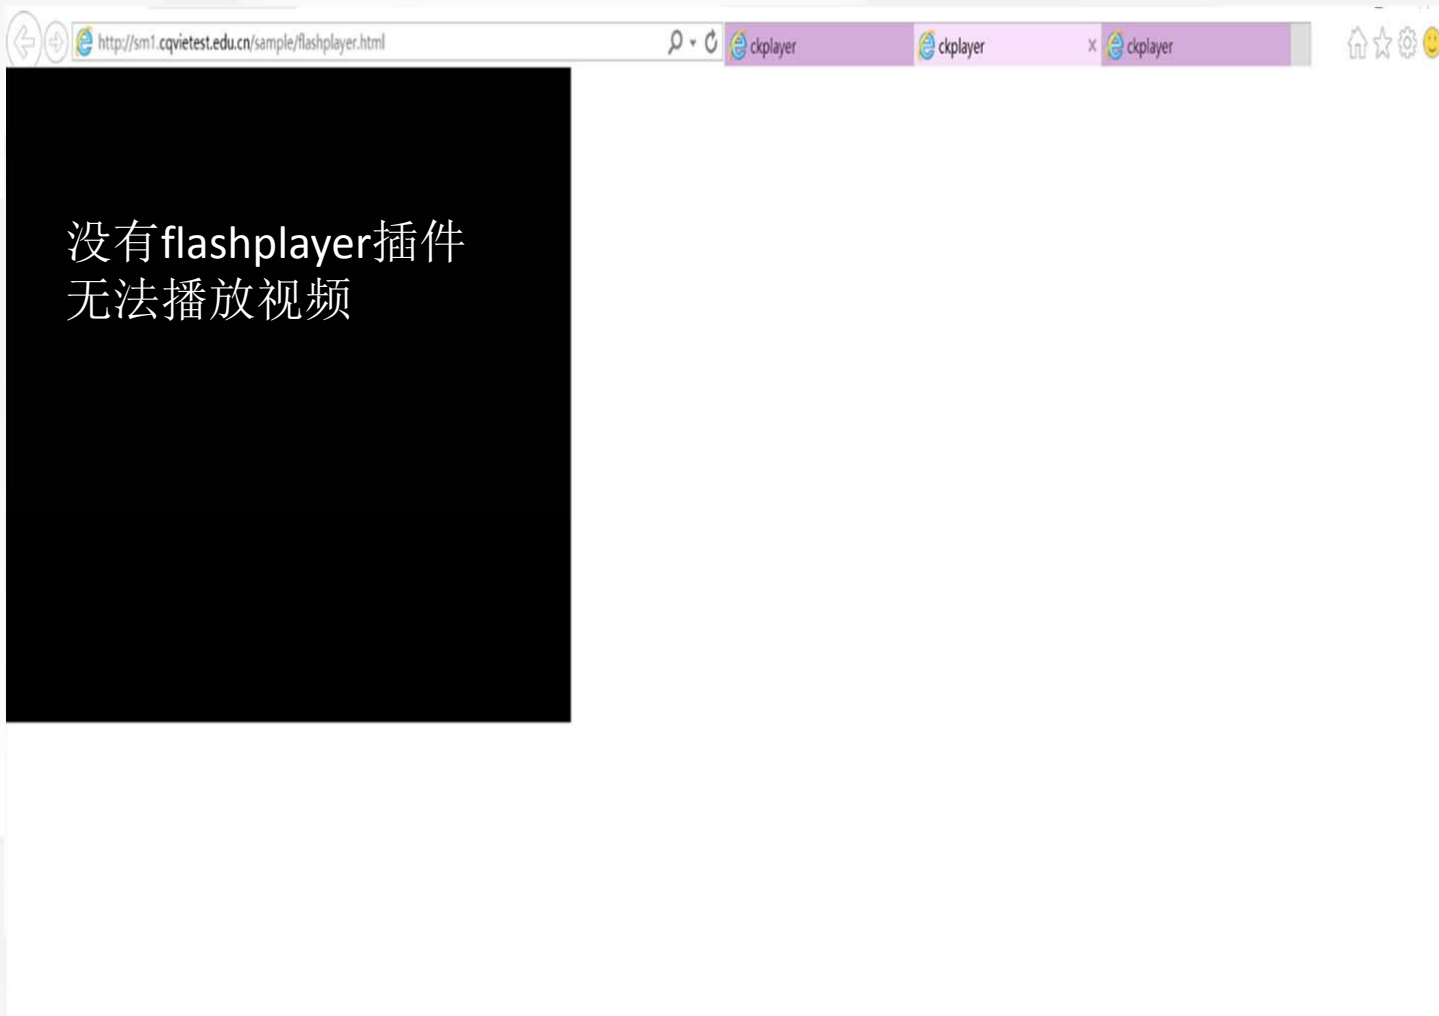 http://sm1.cqvietest.edu.cn/sample/flashplayer.html
ckplayer
ckplayer
x
ckplayer
没有flashplayer插件
无法播放视频